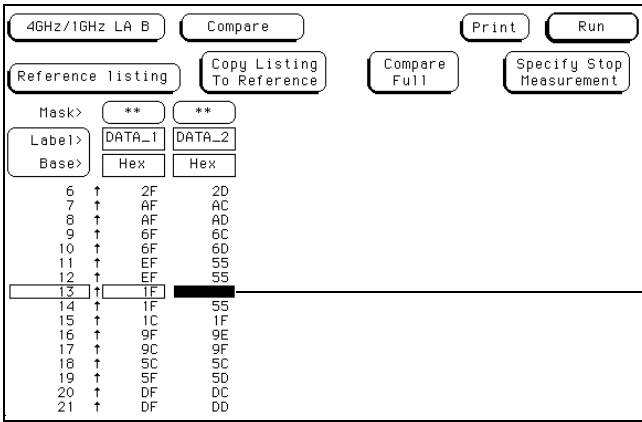 4GHz/1GHz LA B Compare Print Run
Reference listing Copy Listing To Reference Compare Full Specify Stop Measurement
Mask> ** **
Label> DATA_1 DATA_2
Base> Hex Hex
6 ↑ 2F 2D
7 ↑ AF AC
8 ↑ AF AD
9 ↑ 6F 6C
10 ↑ 6F 6D
11 ↑ EF 55
12 ↑ EF 55
13 ↑ 1F
14 ↑ 1F 55
15 ↑ 1C 1F
16 ↑ 9F 9E
17 ↑ 9C 9F
18 ↑ 5C 5C
19 ↑ 5F 5D
20 ↑ DF DC
21 ↑ DF DD